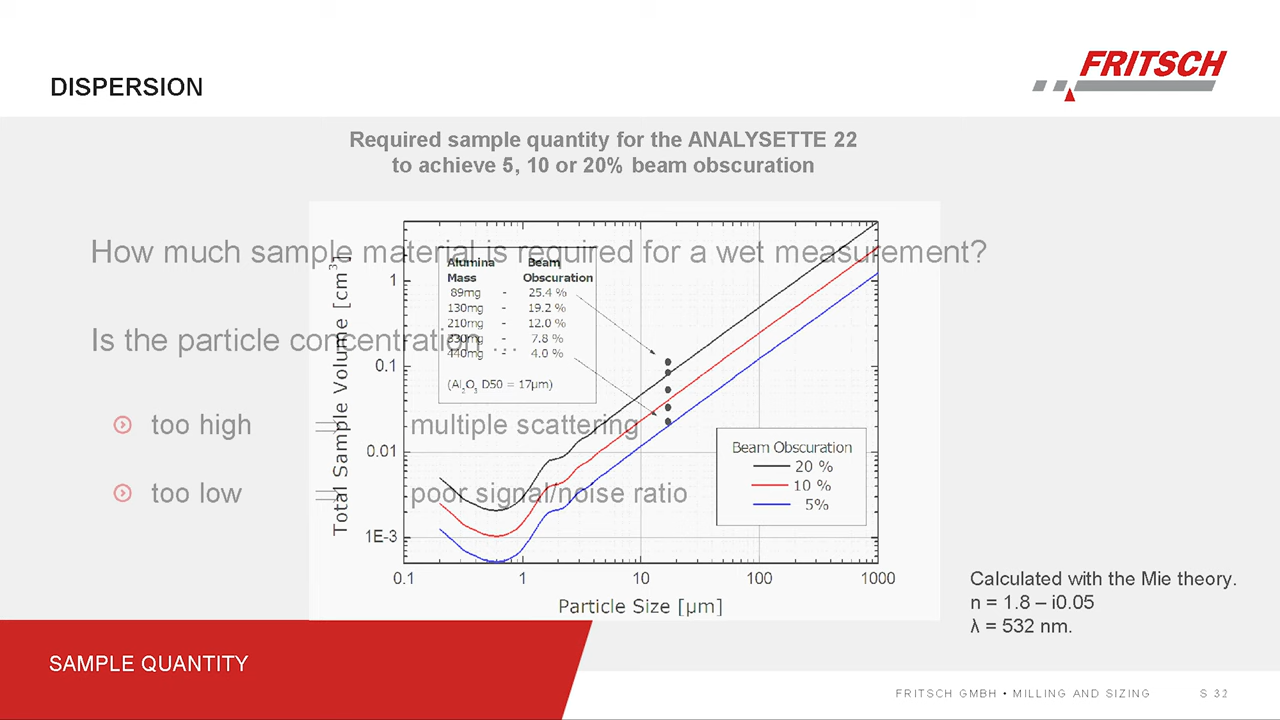 FRITSCH
DISPERSION
Required sample quantity for the ANALYSETTE 22
to achieve 5, 10 or 20% beam obscuration
How much sample material is required for a wet measurement?
Is the particle concentration ...
too high ⇒ multiple scattering
too low ⇒ poor signal/noise ratio
Total Sample Volume [cm³]
1
0.1
0.01
1E-3
Alumina Beam
Mass Obscuration
89mg - 25.4 %
130mg - 19.2 %
210mg - 12.0 %
330mg - 7.8 %
440mg - 4.0 %
(Al₂O₃ D50 = 17µm)
Beam Obscuration
20 %
10 %
5%
0.1 1 10 100 1000
Particle Size [µm]
Calculated with the Mie theory.
n = 1.8 – i0.05
λ = 532 nm.
SAMPLE QUANTITY
FRITSCH GMBH • MILLING AND SIZING S 32